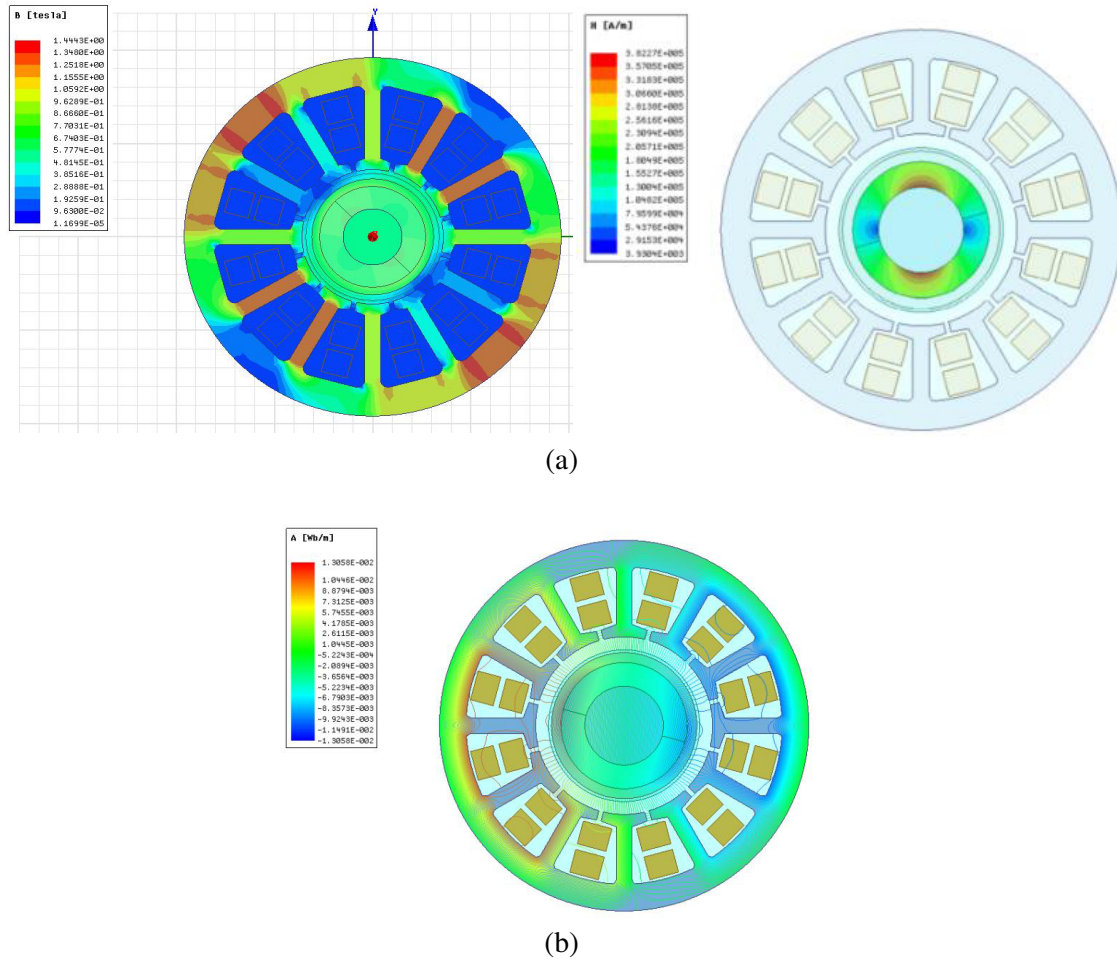 B [tesla]
1.4443E+00
1.3480E+00
1.2518E+00
1.1555E+00
1.0592E+00
9.6289E-01
8.6660E-01
7.7031E-01
6.7403E-01
5.7774E-01
4.8145E-01
3.8516E-01
2.8888E-01
1.9259E-01
9.6300E-02
1.1699E-05
Y
H [A/m]
3.8227E+005
3.5705E+005
3.3183E+005
3.0660E+005
2.8138E+005
2.5616E+005
2.3094E+005
2.0571E+005
1.8049E+005
1.5527E+005
1.3004E+005
1.0482E+005
7.9599E+004
5.4376E+004
2.9153E+004
3.9304E+003
(a)
A [Wb/m]
1.3058E-002
1.0446E-002
8.8794E-003
7.3125E-003
5.7455E-003
4.1785E-003
2.6115E-003
1.0445E-003
-5.2243E-004
-2.0894E-003
-3.6564E-003
-5.2234E-003
-6.7903E-003
-8.3573E-003
-9.9243E-003
-1.1491E-002
-1.3058E-002
(b)